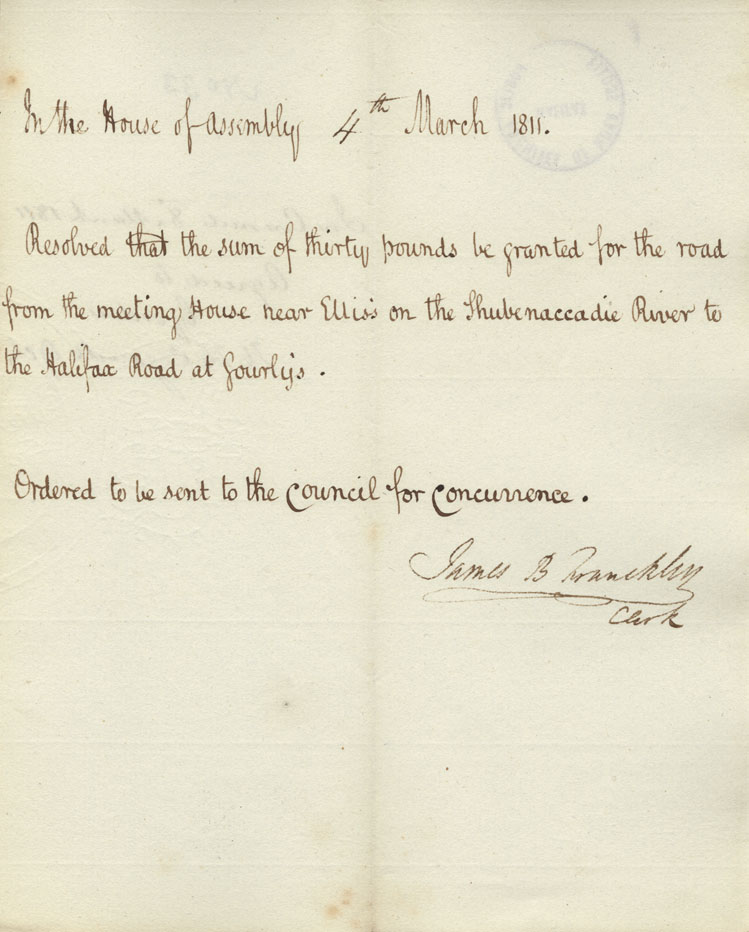 In the House of Assembly 4th March 1811.
Resolved that the sum of thirty pounds be granted for the road
from the meeting House near Ellis's on the Shubenaccadie River to
the Halifax Road at Gourly's.
Ordered to be sent to the Council for Concurrence.
James B Franckly
Clerk